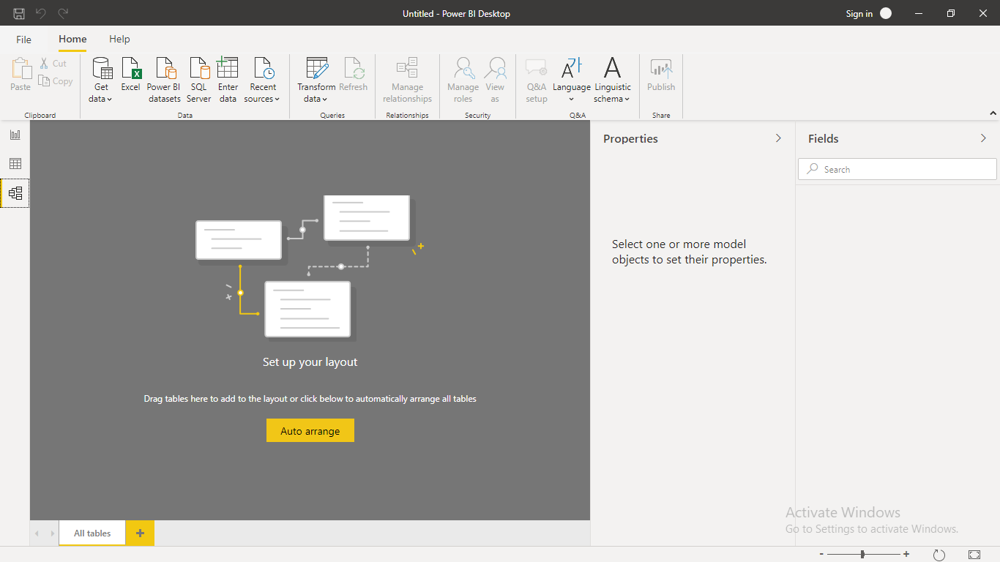 Untitled - Power BI Desktop
Sign in
File
Home
Help
Paste
Cut
Copy
Get data
Excel
Power BI datasets
SQL Server
Enter data
Recent sources
Transform data
Refresh
Manage relationships
Manage roles
View as
Q&A setup
Language
Linguistic schema
Publish
Clipboard
Data
Queries
Relationships
Security
Q&A
Share
Properties
Fields
Search
Select one or more model
objects to set their properties.
Set up your layout
Drag tables here to add to the layout or click below to automatically arrange all tables
Auto arrange
Activate Windows
Go to Settings to activate Windows.
All tables